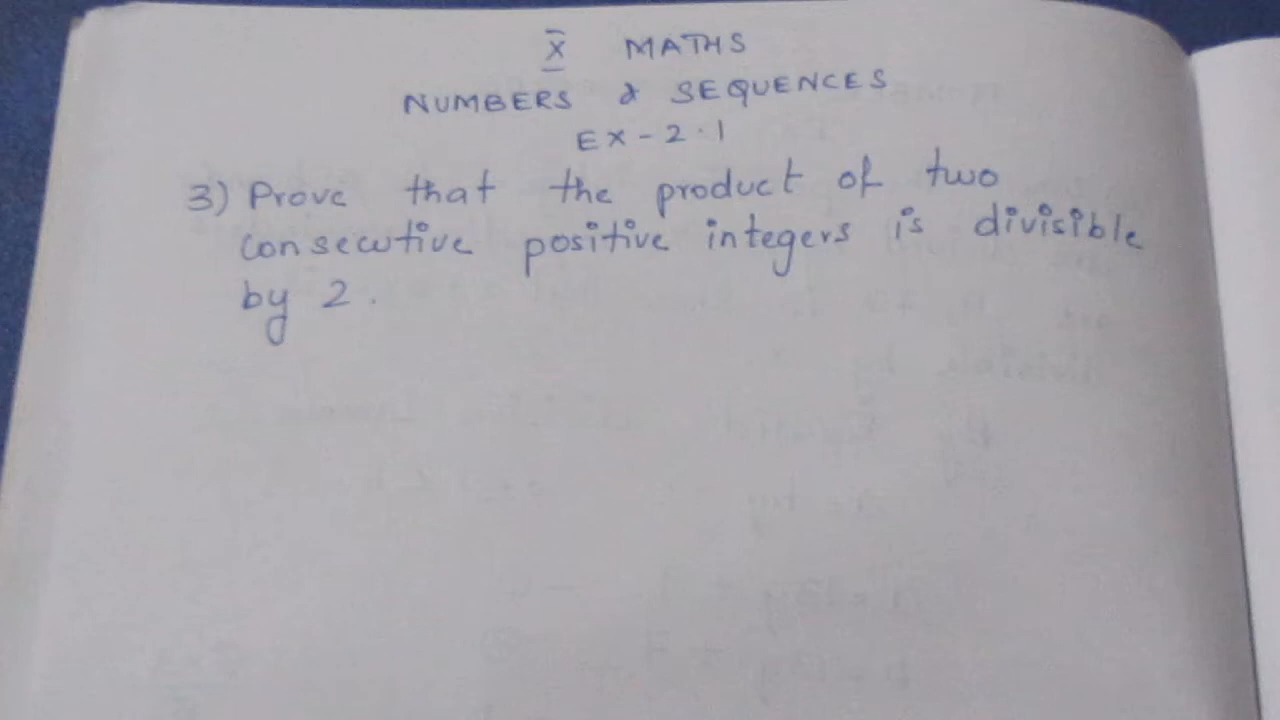 X MATHS
NUMBERS & SEQUENCES
EX-2.1
3) Prove that the product of two
consecutive positive integers is divisible
by 2.